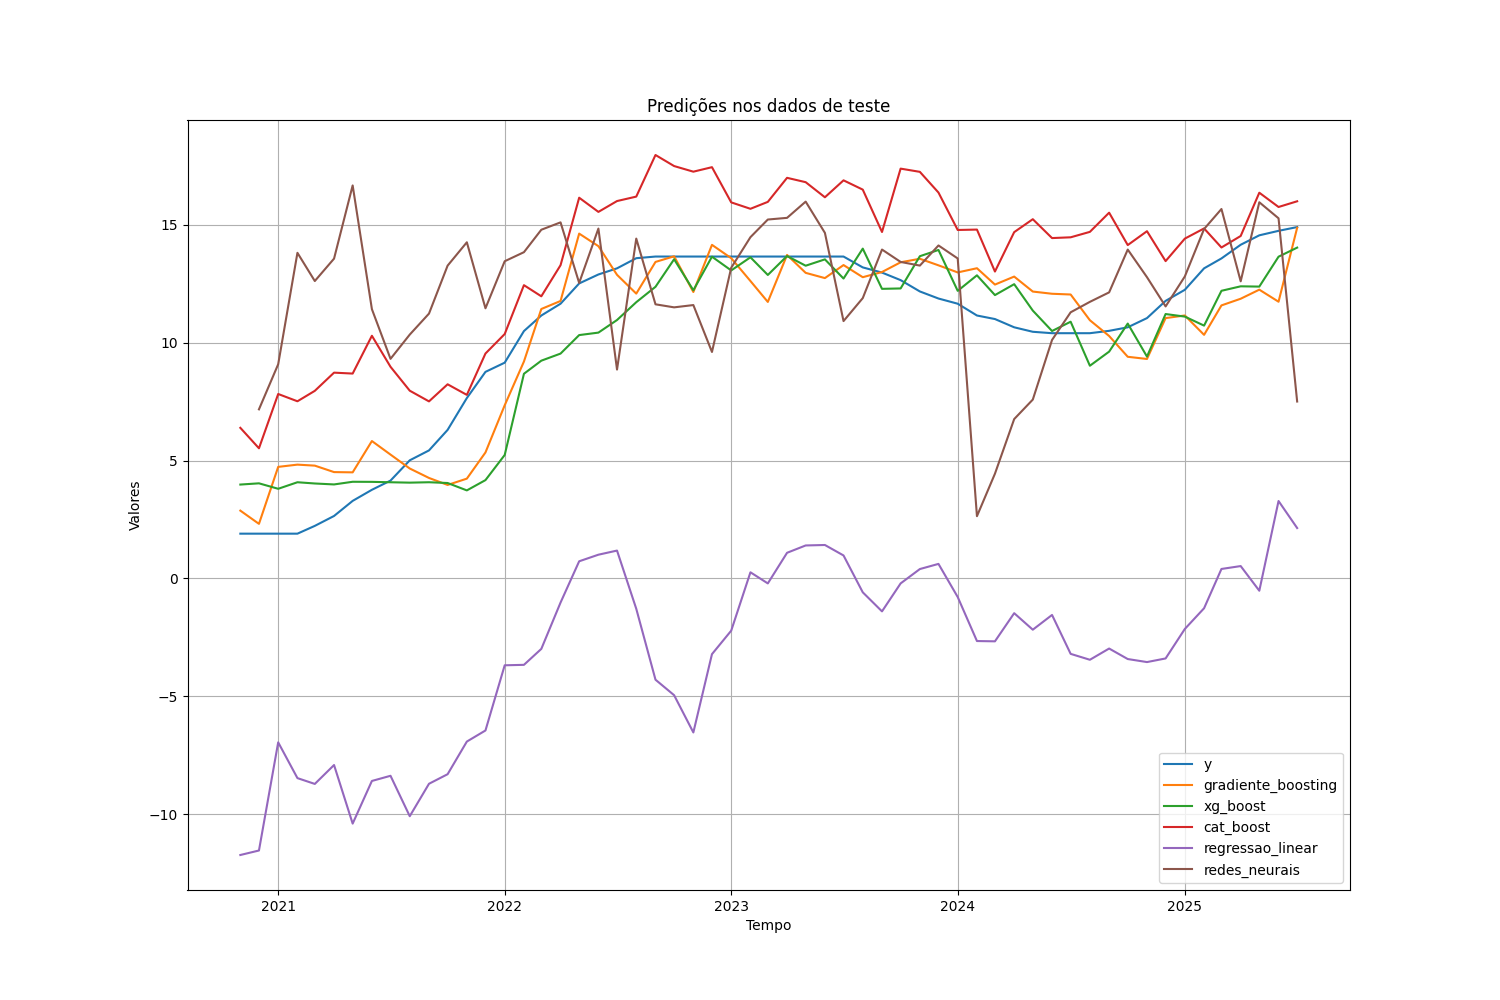 Predições nos dados de teste
Valores
15
10
5
0
−5
−10
2021
2022
2023
2024
2025
Tempo
y
gradiente_boosting
xg_boost
cat_boost
regressao_linear
redes_neurais